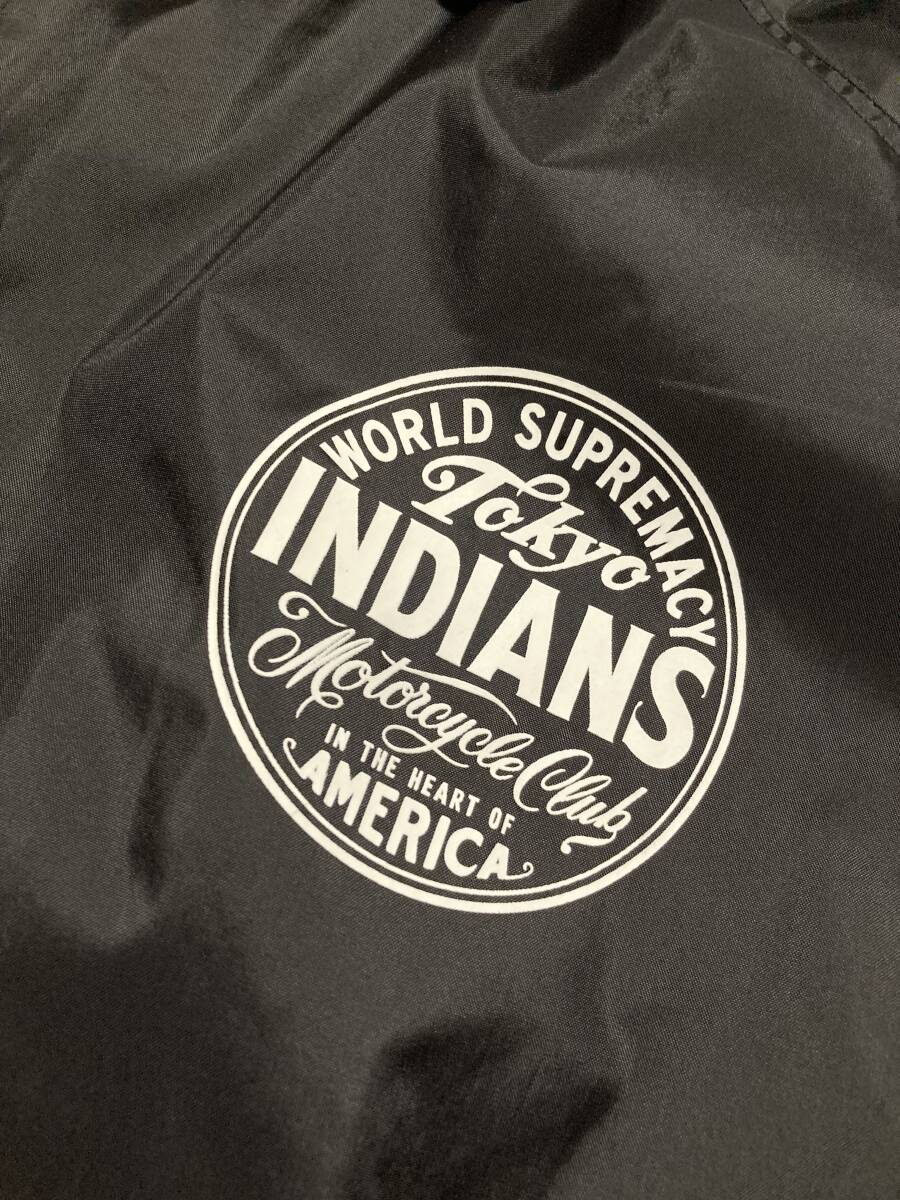 WORLD SUPREMACY
Tokyo
INDIANS
Motorcycle Club
IN THE HEART OF
AMERICA